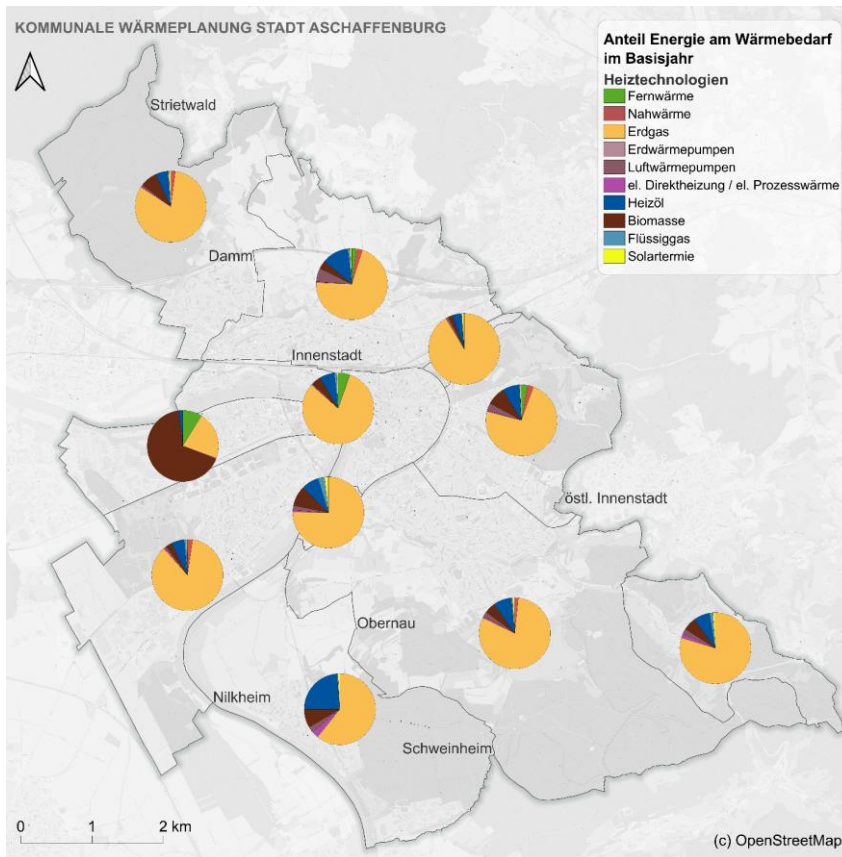 KOMMUNALE WÄRMEPLANUNG STADT ASCHAFFENBURG
Anteil Energie am Wärmebedarf
im Basisjahr
Heiztechnologien
Fernwärme
Nahwärme
Erdgas
Erdwärmepumpen
Luftwärmepumpen
el. Direktheizung / el. Prozesswärme
Heizöl
Biomasse
Flüssiggas
Solartermie
Strietwald
Damm
Innenstadt
östl. Innenstadt
Obernau
Nilkheim
Schweinheim
0 1 2 km
(c) OpenStreetMap